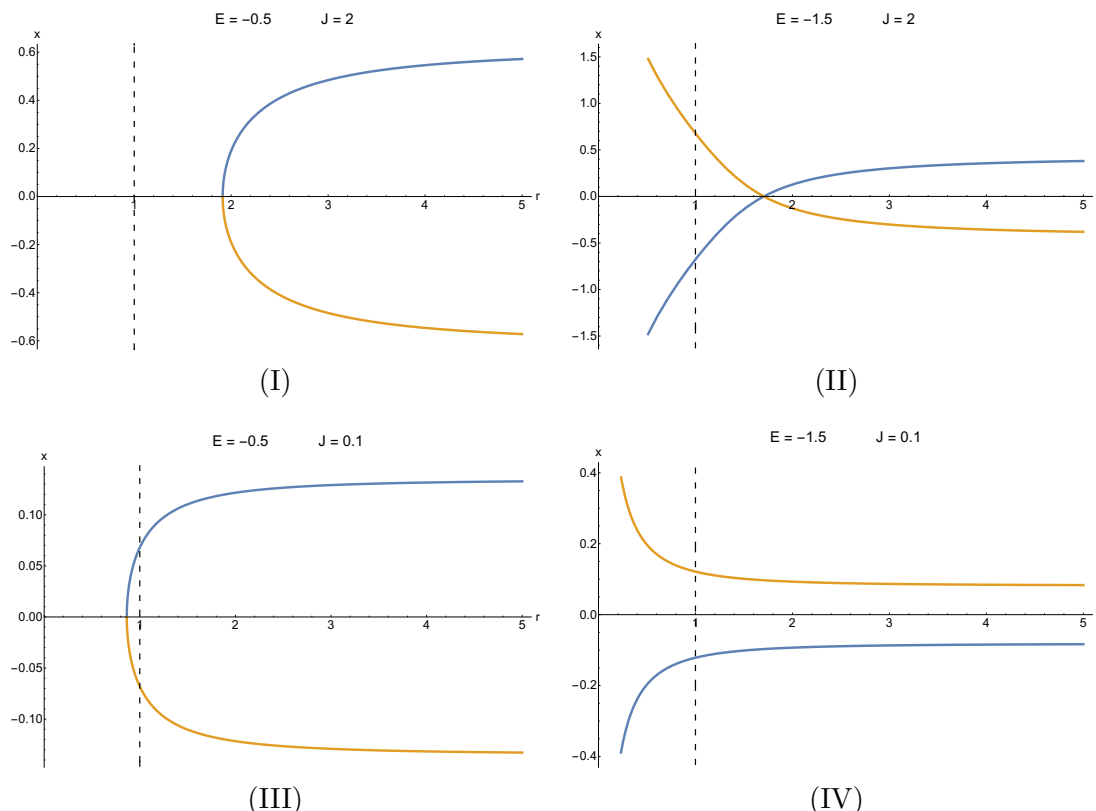 E = −0.5 J = 2
x
0.6
0.4
0.2
0.0
−0.2
−0.4
−0.6
1 2 3 4 5 r
(I)
E = −1.5 J = 2
x
1.5
1.0
0.5
0.0
−0.5
−1.0
−1.5
1 2 3 4 5 r
(II)
E = −0.5 J = 0.1
x
0.10
0.05
0.00
−0.05
−0.10
1 2 3 4 5 r
(III)
E = −1.5 J = 0.1
x
0.4
0.2
0.0
−0.2
−0.4
1 2 3 4 5 r
(IV)